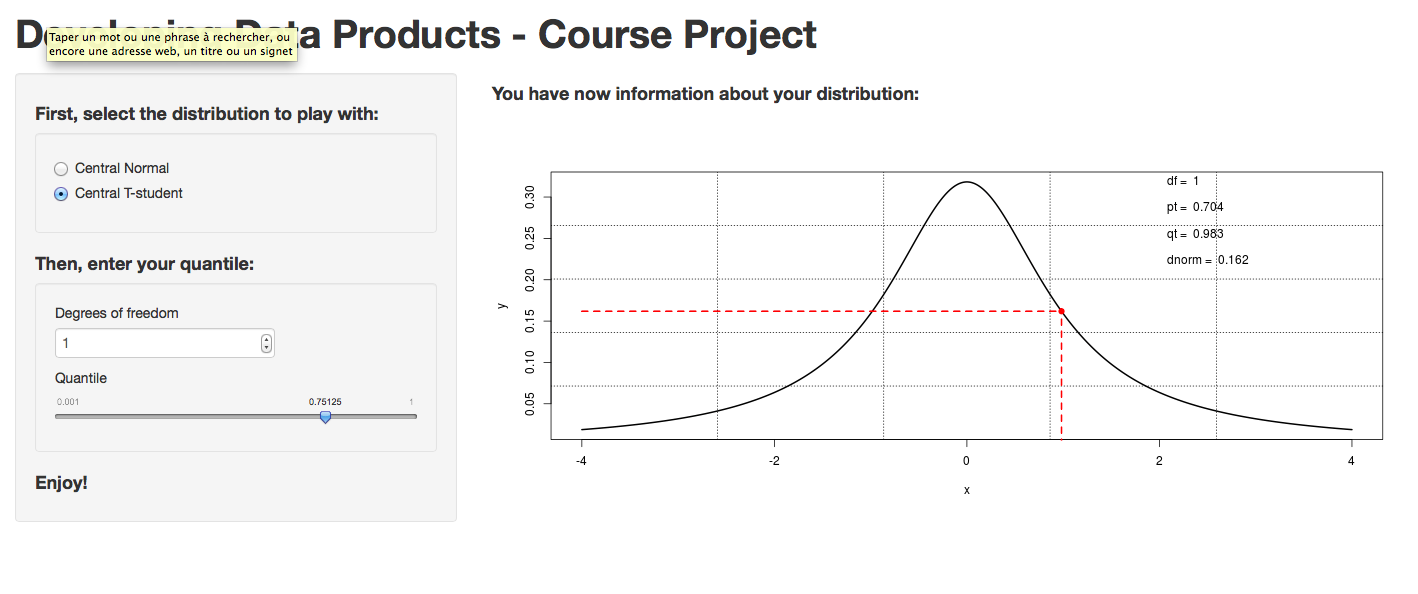 D a Products - Course Project
Taper un mot ou une phrase à rechercher, ou
encore une adresse web, un titre ou un signet
First, select the distribution to play with:
Central Normal
Central T-student
Then, enter your quantile:
Degrees of freedom
1
Quantile
0.001 0.75125 1
Enjoy!
You have now information about your distribution:
df = 1
pt = 0.704
qt = 0.983
dnorm = 0.162
y
0.30
0.25
0.20
0.15
0.10
0.05
-4 -2 0 2 4
x